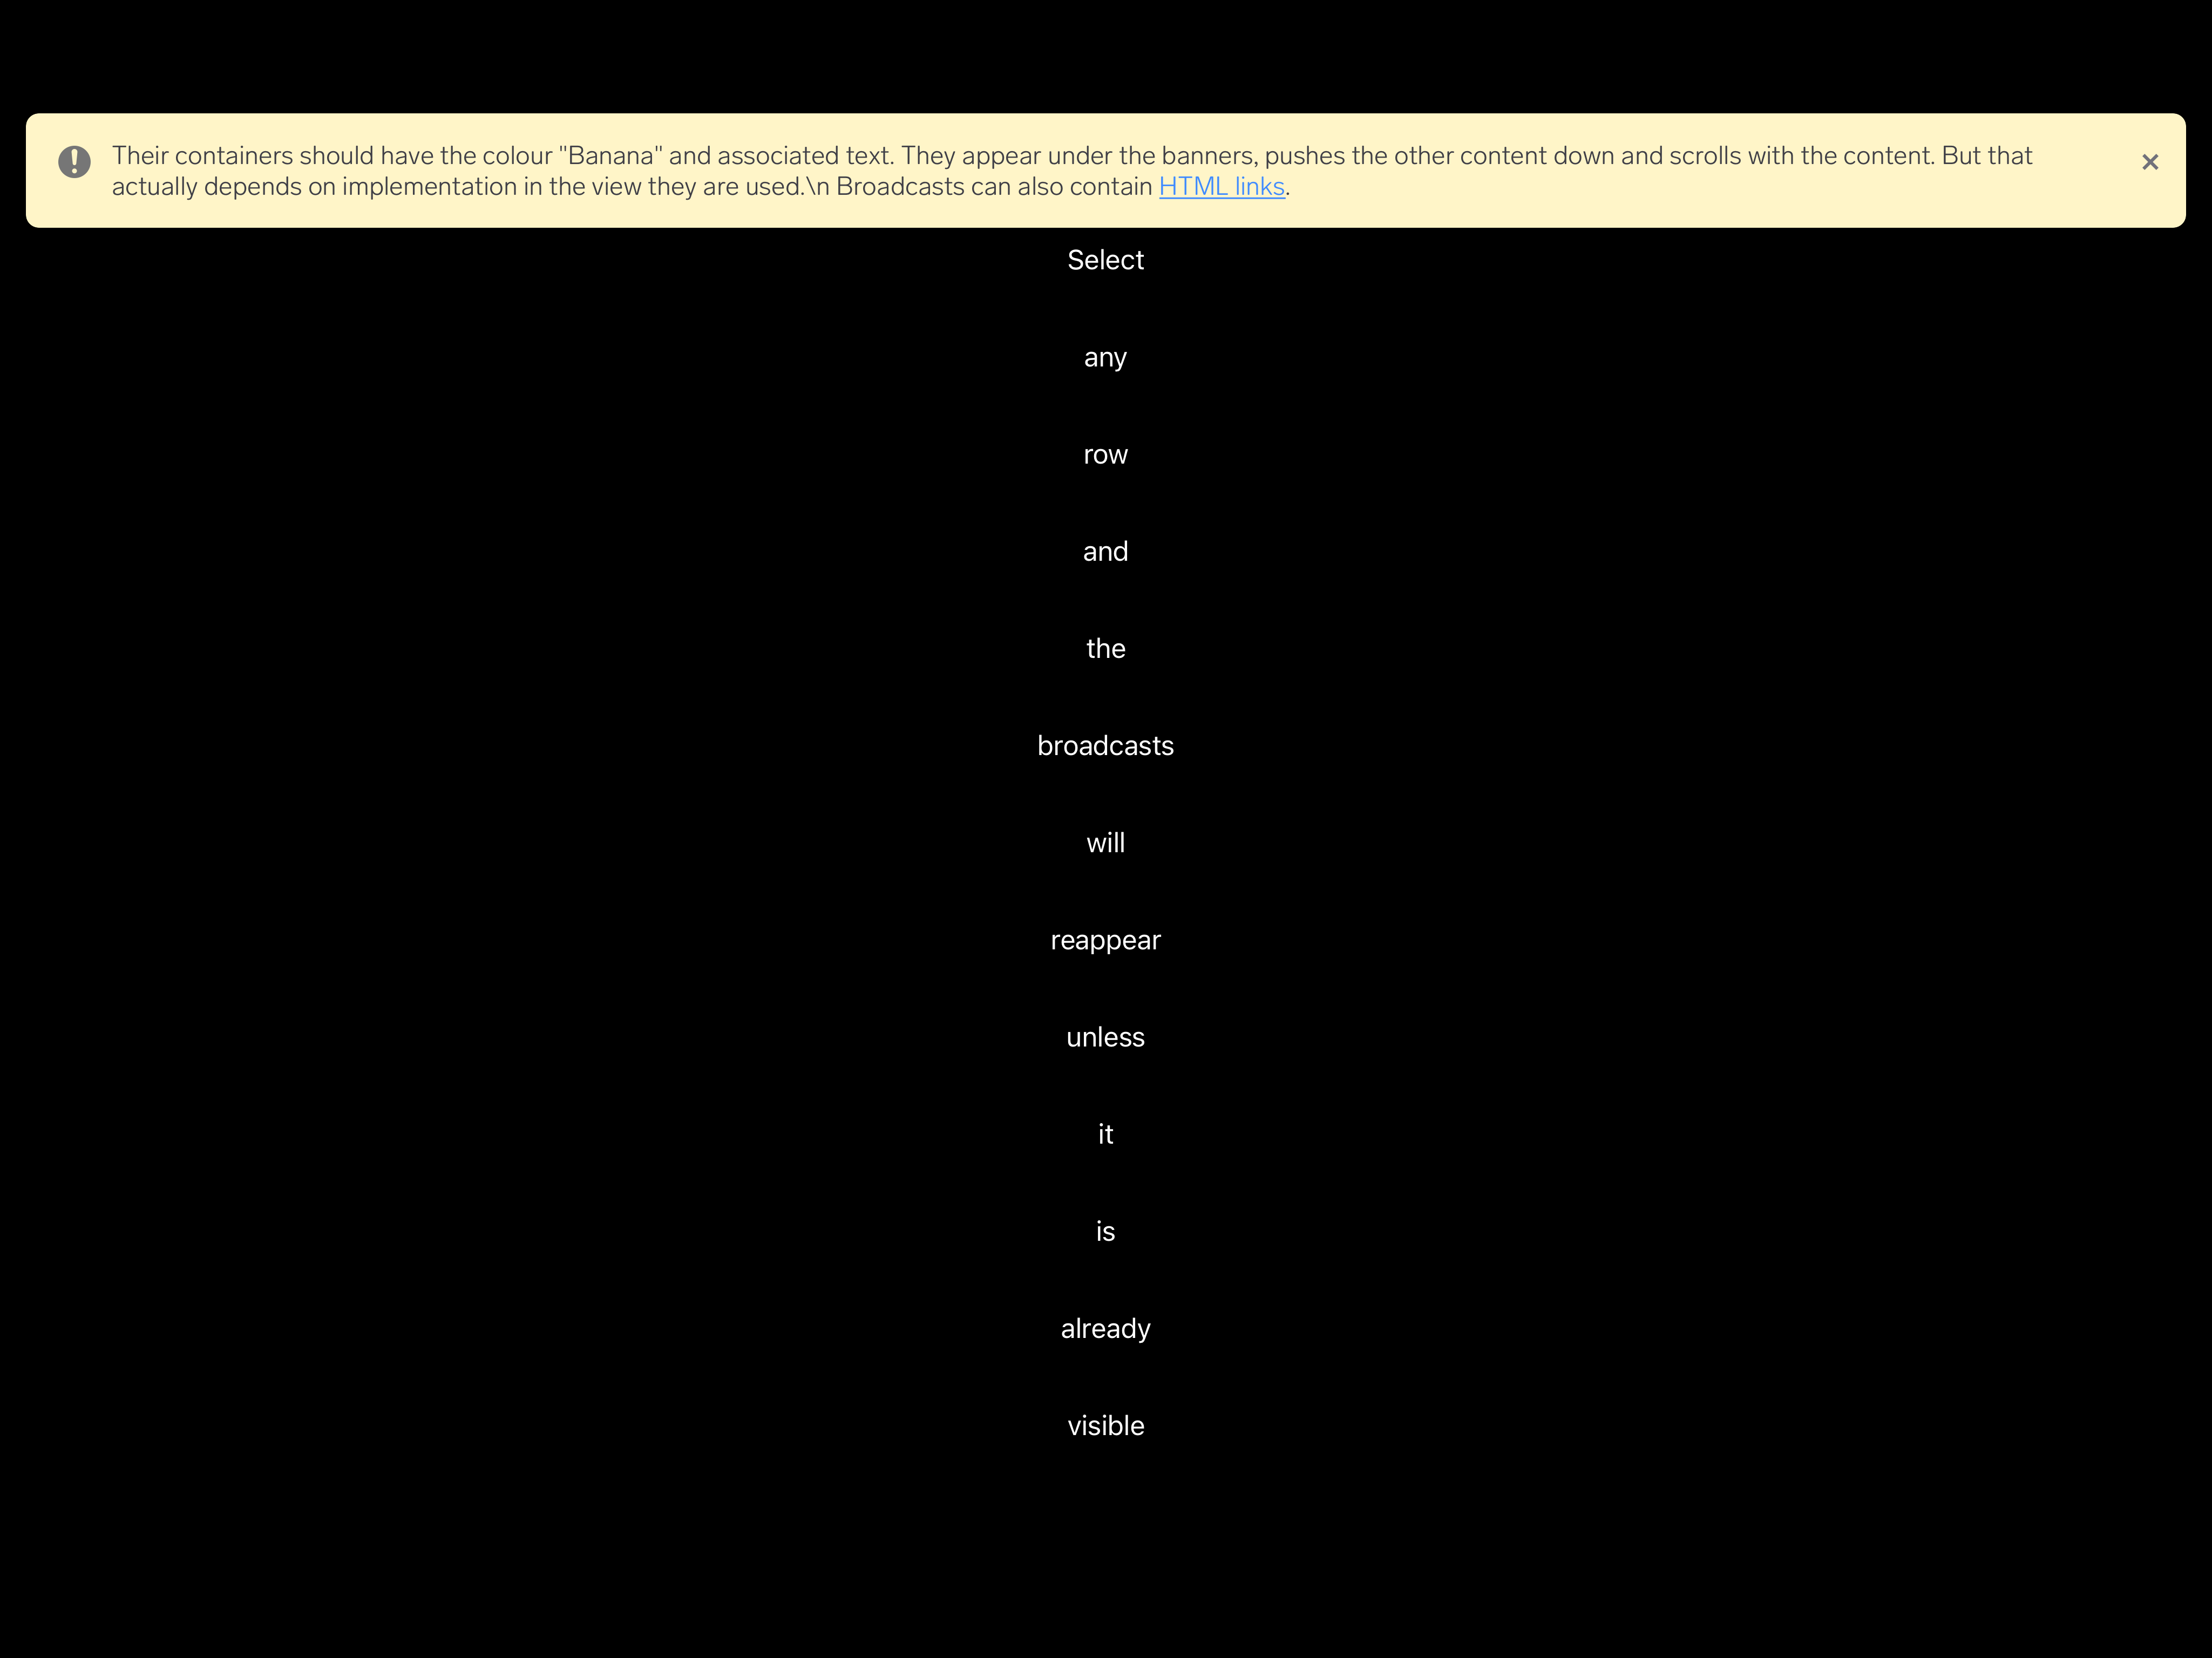 Their containers should have the colour "Banana" and associated text. They appear under the banners, pushes the other content down and scrolls with the content. But that
actually depends on implementation in the view they are used.\n Broadcasts can also contain HTML links.
Select
any
row
and
the
broadcasts
will
reappear
unless
it
is
already
visible